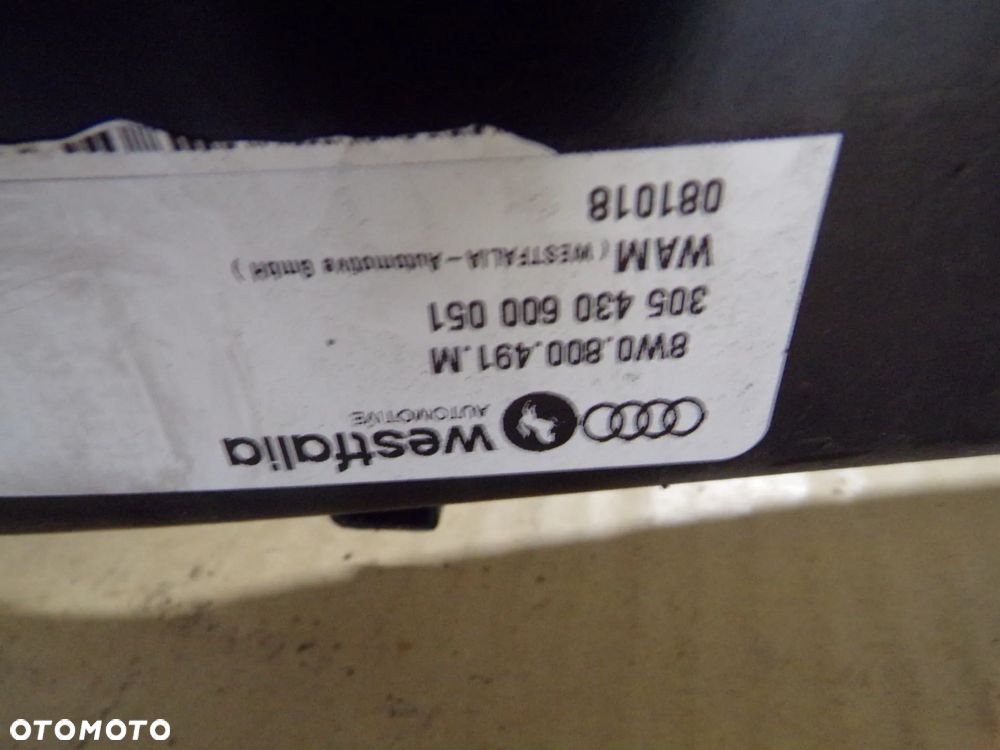 westfalia
AUTOMOTIVE
8W0.800.491.M
305 430 600 051
WAM ( WESTFALIA - Automotive GmbH )
081018
OTOMOTO